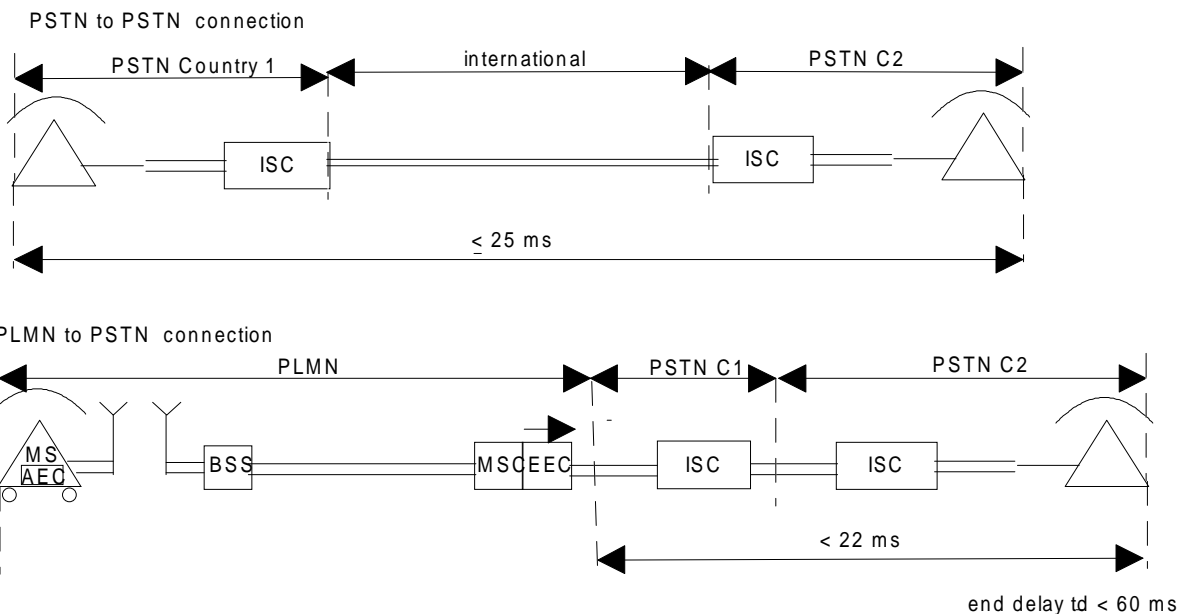 PSTN to PSTN connection
PSTN Country 1
international
PSTN C2
ISC
ISC
≤ 25 ms
PLMN to PSTN connection
PLMN
PSTN C1
PSTN C2
MS
AEC
BSS
MSC
EEC
ISC
ISC
< 22 ms
end delay td < 60 ms